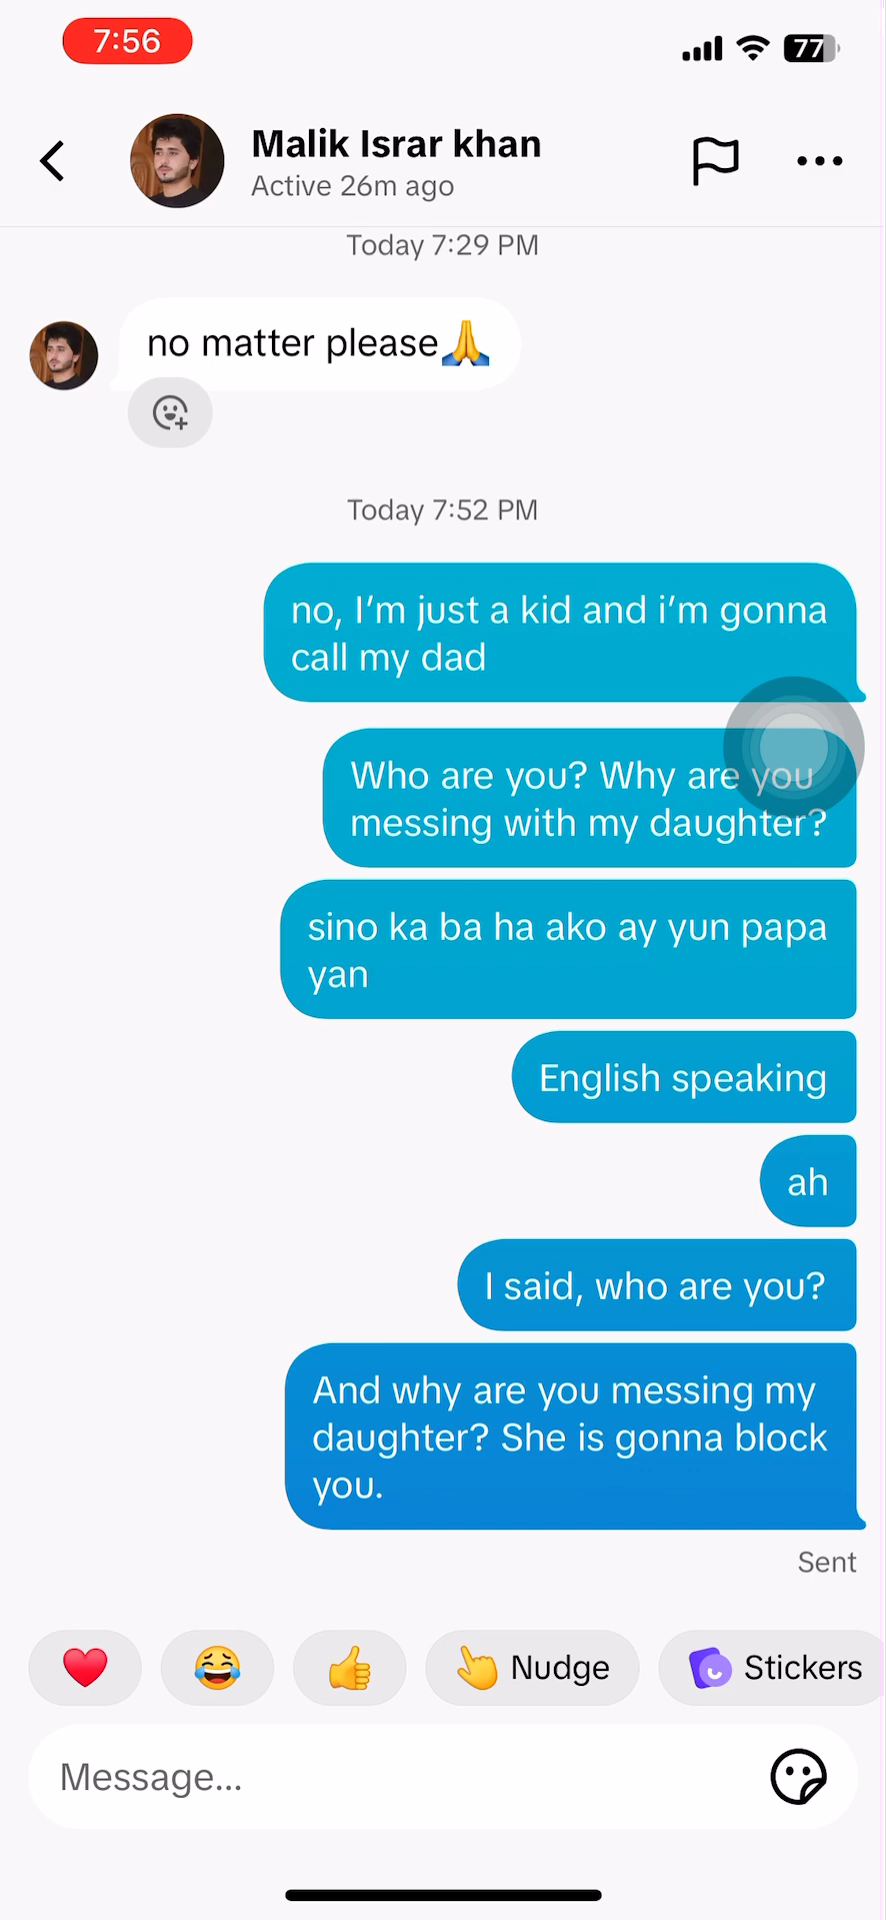 7:56
77
Malik Israr khan
Active 26m ago
Today 7:29 PM
no matter please🙏
Today 7:52 PM
no, I'm just a kid and i'm gonna
call my dad
Who are you? Why are you
messing with my daughter?
sino ka ba ha ako ay yun papa
yan
English speaking
ah
I said, who are you?
And why are you messing my
daughter? She is gonna block
you.
Sent
Nudge
Stickers
Message...